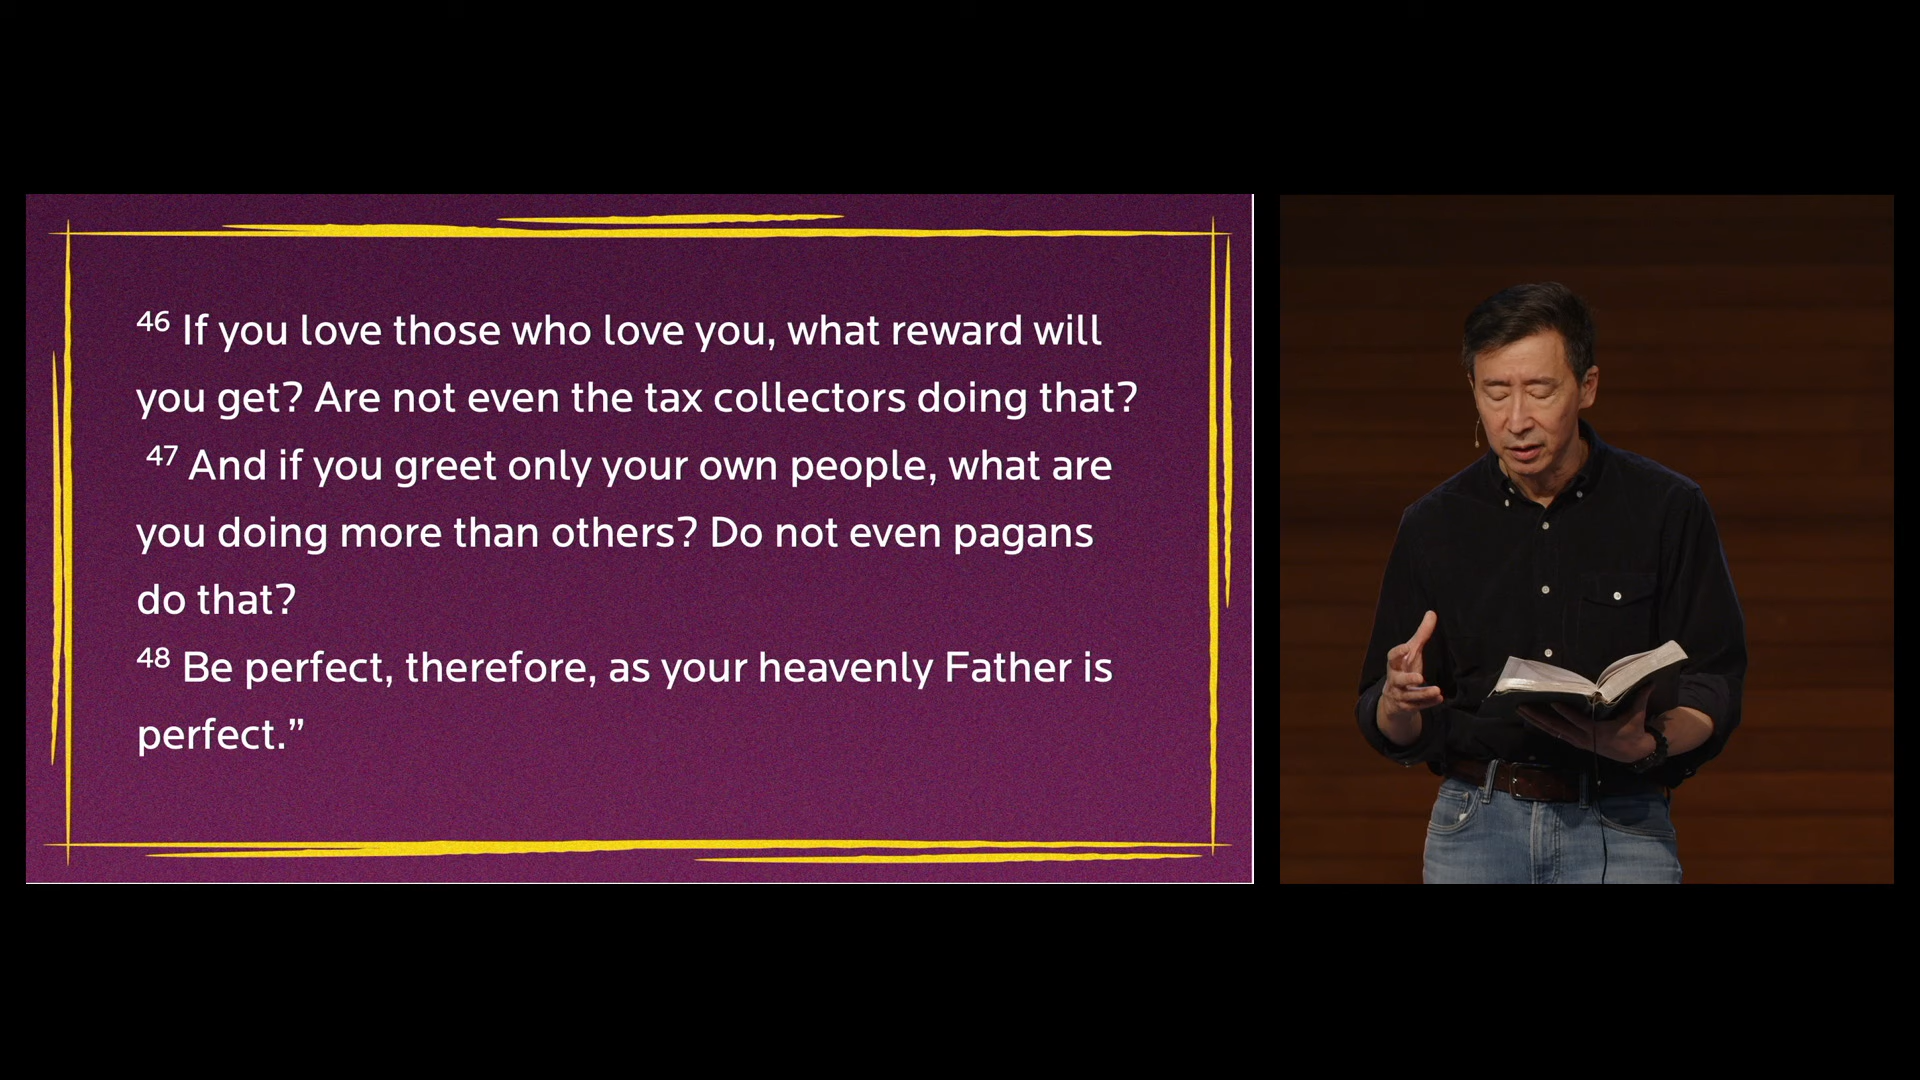 46 If you love those who love you, what reward will
you get? Are not even the tax collectors doing that?
47 And if you greet only your own people, what are
you doing more than others? Do not even pagans
do that?
48 Be perfect, therefore, as your heavenly Father is
perfect.”